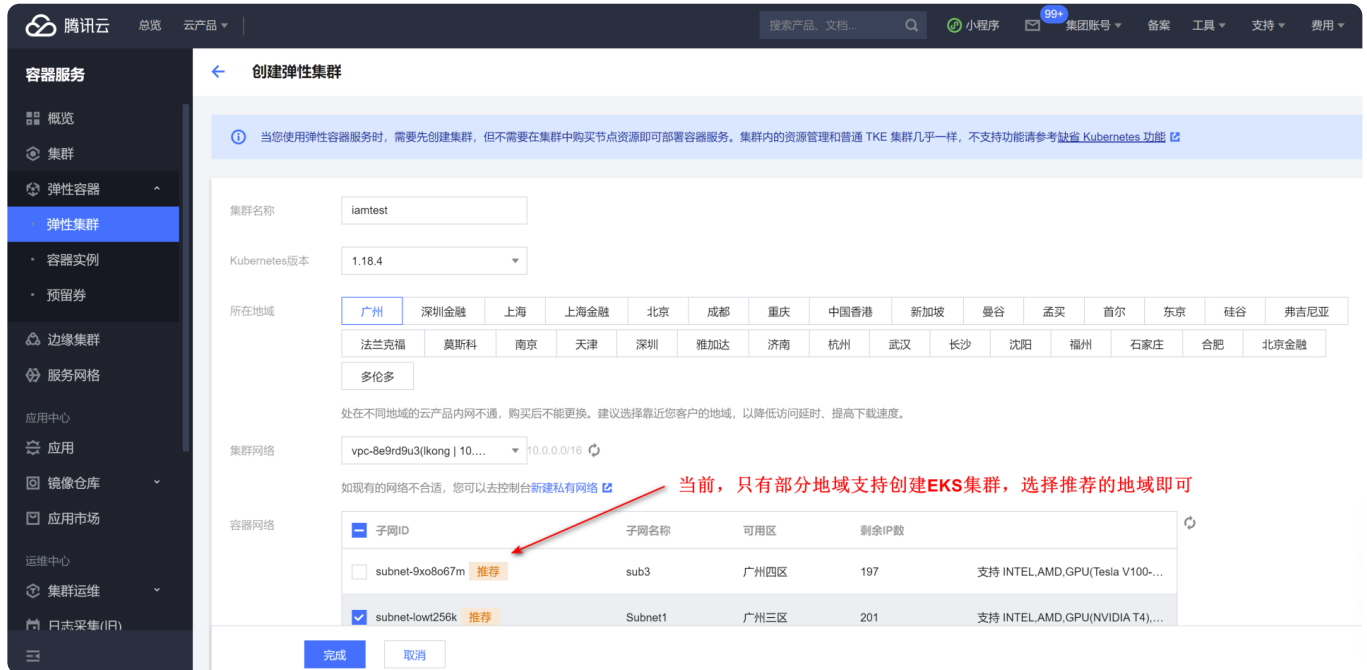 腾讯云 总览 云产品 搜索产品、文档... 小程序 99+ 集团账号 备案 工具 支持 费用
容器服务
创建弹性集群
概览
当您使用弹性容器服务时，需要先创建集群，但不需要在集群中购买节点资源即可部署容器服务。集群内的资源管理和普通 TKE 集群几乎一样，不支持功能请参考缺省 Kubernetes 功能
集群
弹性容器
弹性集群
容器实例
预留券
边缘集群
服务网格
应用中心
应用
镜像仓库
应用市场
运维中心
集群运维
日志采集(旧)
集群名称 iamtest
Kubernetes版本 1.18.4
所在地域 广州 深圳金融 上海 上海金融 北京 成都 重庆 中国香港 新加坡 曼谷 孟买 首尔 东京 硅谷 弗吉尼亚
法兰克福 莫斯科 南京 天津 深圳 雅加达 济南 杭州 武汉 长沙 沈阳 福州 石家庄 合肥 北京金融
多伦多
处在不同地域的云产品内网不通，购买后不能更换。建议选择靠近您客户的地域，以降低访问延时、提高下载速度。
集群网络 vpc-8e9rd9u3(lkong | 10.... 10.0.0.0/16
如现有的网络不合适，您可以去控制台新建私有网络
当前，只有部分地域支持创建EKS集群，选择推荐的地域即可
容器网络 子网ID 子网名称 可用区 剩余IP数
subnet-9xo8o67m 推荐 sub3 广州四区 197 支持 INTEL,AMD,GPU(Tesla V100-...
subnet-lowt256k 推荐 Subnet1 广州三区 201 支持 INTEL,AMD,GPU(NVIDIA T4),...
完成 取消